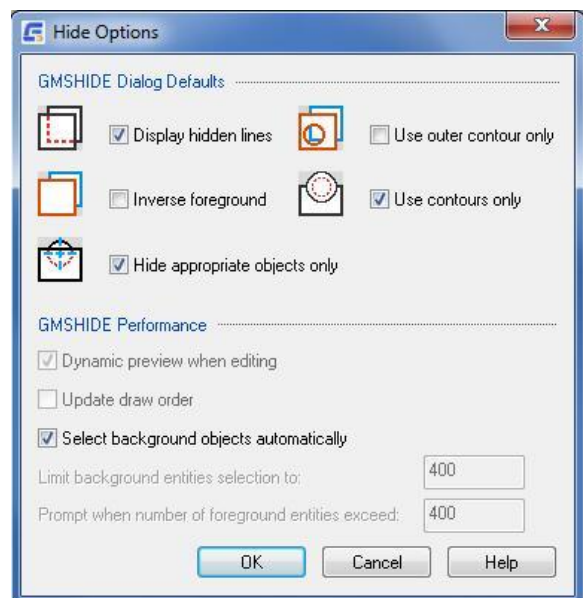 Hide Options
GMSHIDE Dialog Defaults
Display hidden lines
Use outer contour only
Inverse foreground
Use contours only
Hide appropriate objects only
GMSHIDE Performance
Dynamic preview when editing
Update draw order
Select background objects automatically
Limit background entities selection to: 400
Prompt when number of foreground entities exceed: 400
OK Cancel Help